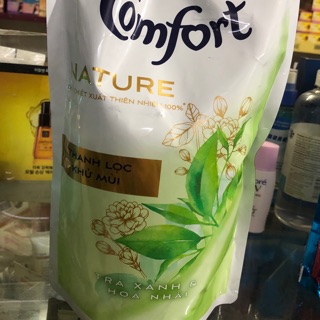 Comfort
NATURE
CHIẾT XUẤT THIÊN NHIÊN 100%*
THANH LỌC
KHỬ MÙI
TRÀ XANH &
HOA NHÀI